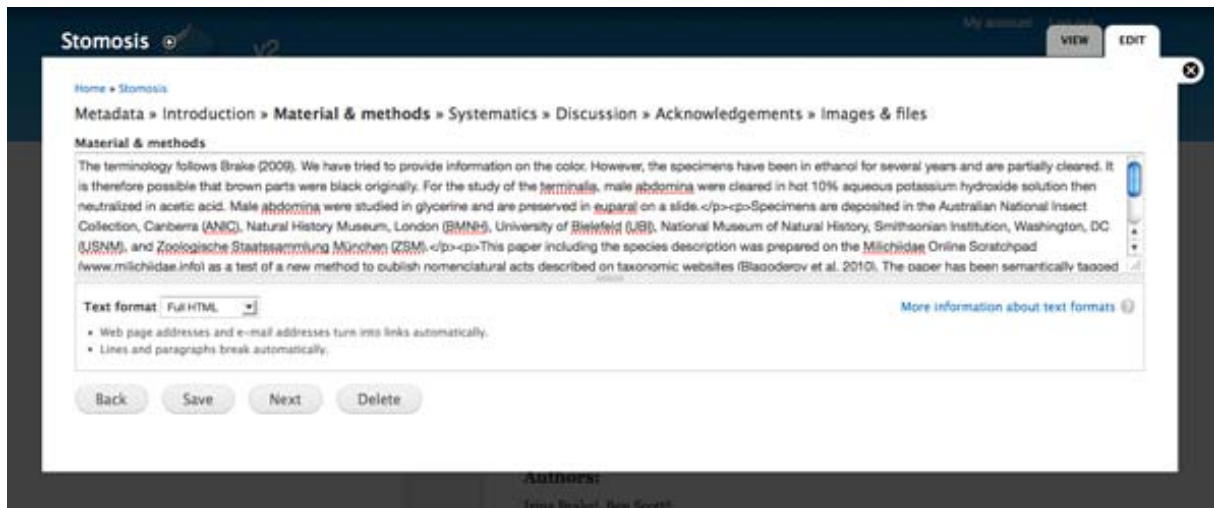 My account Log out
Stomosis
v2
VIEW EDIT
Home » Stomosis
Metadata » Introduction » Material & methods » Systematics » Discussion » Acknowledgements » Images & files
Material & methods
The terminology follows Brake (2009). We have tried to provide information on the color. However, the specimens have been in ethanol for several years and are partially cleared. It
is therefore possible that brown parts were black originally. For the study of the terminalia, male abdomina were cleared in hot 10% aqueous potassium hydroxide solution then
neutralized in acetic acid. Male abdomina were studied in glycerine and are preserved in euparal on a slide.</p><p>Specimens are deposited in the Australian National Insect
Collection, Canberra (ANIC), Natural History Museum, London (BMNH), University of Bielefeld (UBI), National Museum of Natural History, Smithsonian Institution, Washington, DC
(USNM), and Zoologische Staatssammlung München (ZSM).</p><p>This paper including the species description was prepared on the Milichiidae Online Scratchpad
(www.milichiidae.info) as a test of a new method to publish nomenclatural acts described on taxonomic websites (Blagoderov et al. 2010). The paper has been semantically tagged
Text format Full HTML
More information about text formats
• Web page addresses and e-mail addresses turn into links automatically.
• Lines and paragraphs break automatically.
Back Save Next Delete
Authors:
Irina Brake, Ben Scott